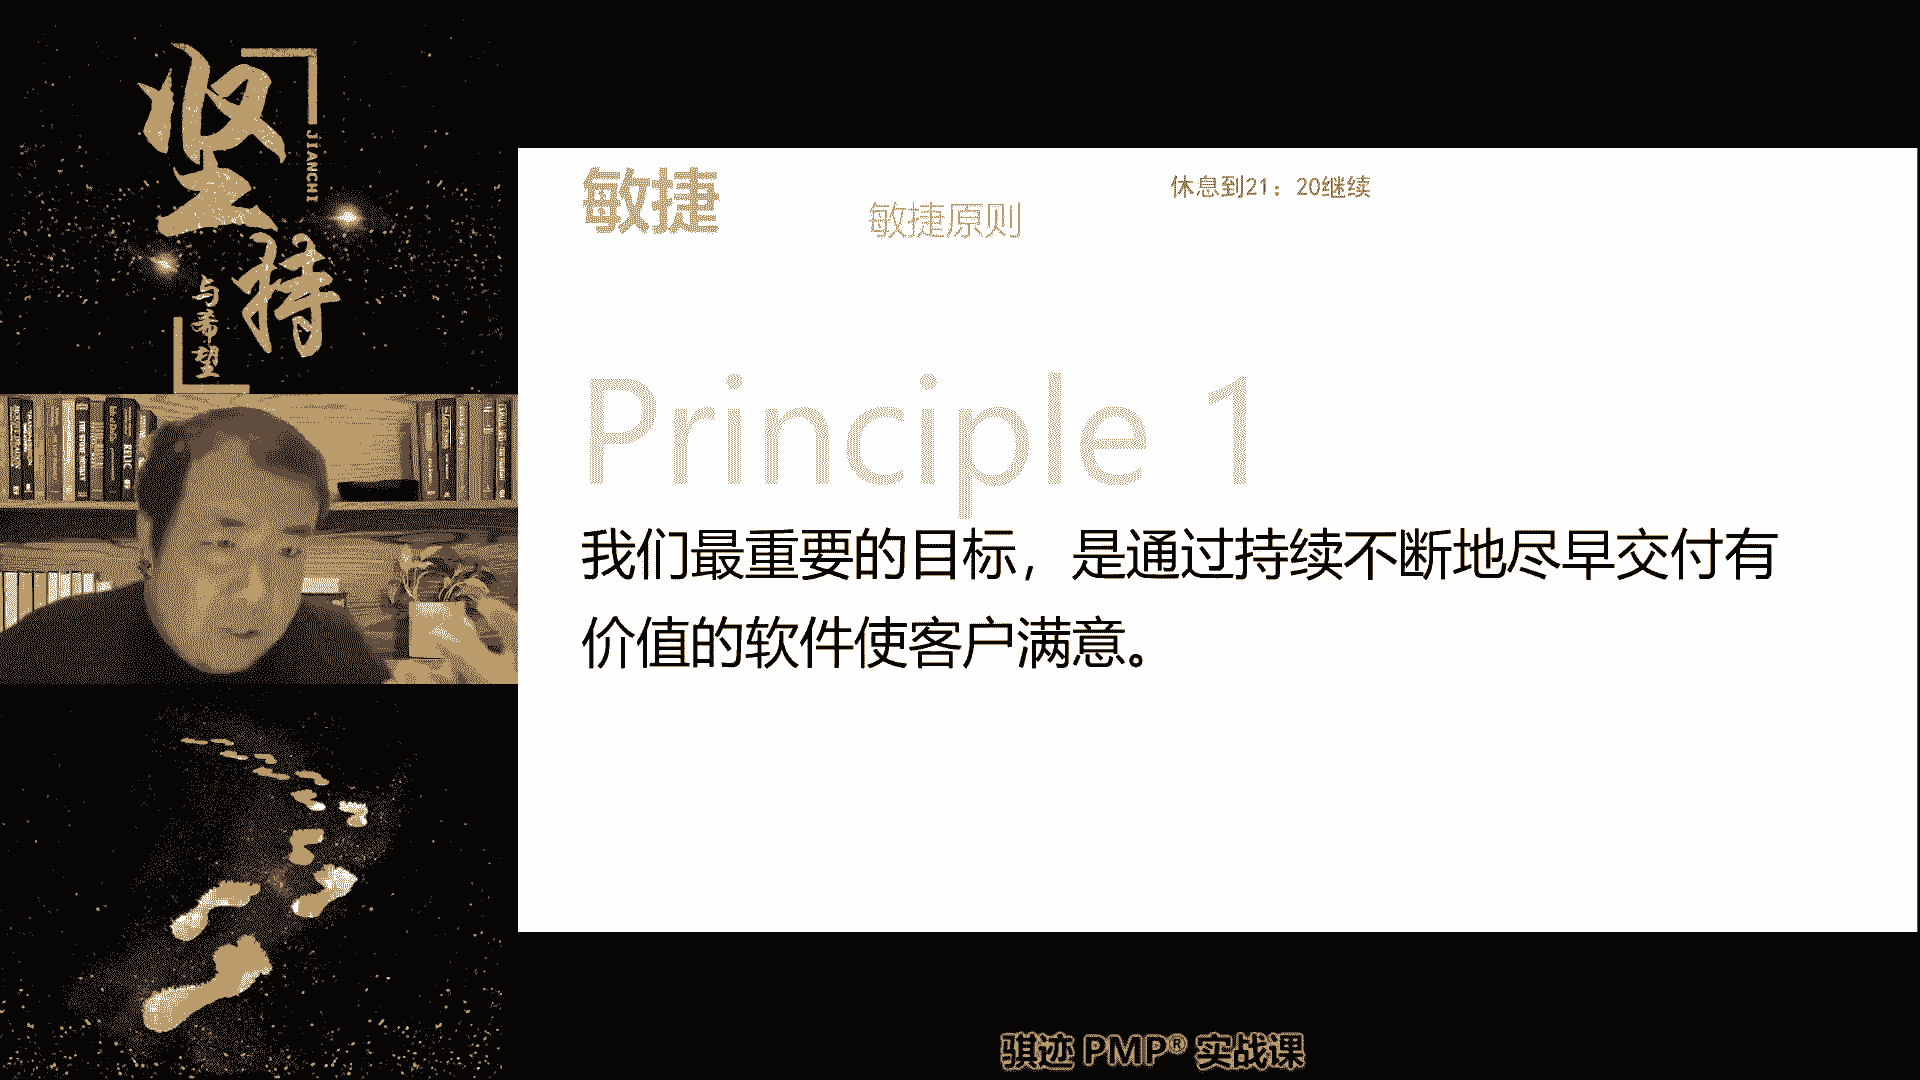 坚持
JIANCHI
与希望
敏捷
敏捷原则
休息到21：20继续
Principle 1
我们最重要的目标，是通过持续不断地尽早交付有
价值的软件使客户满意。
骐迹 PMP® 实战课